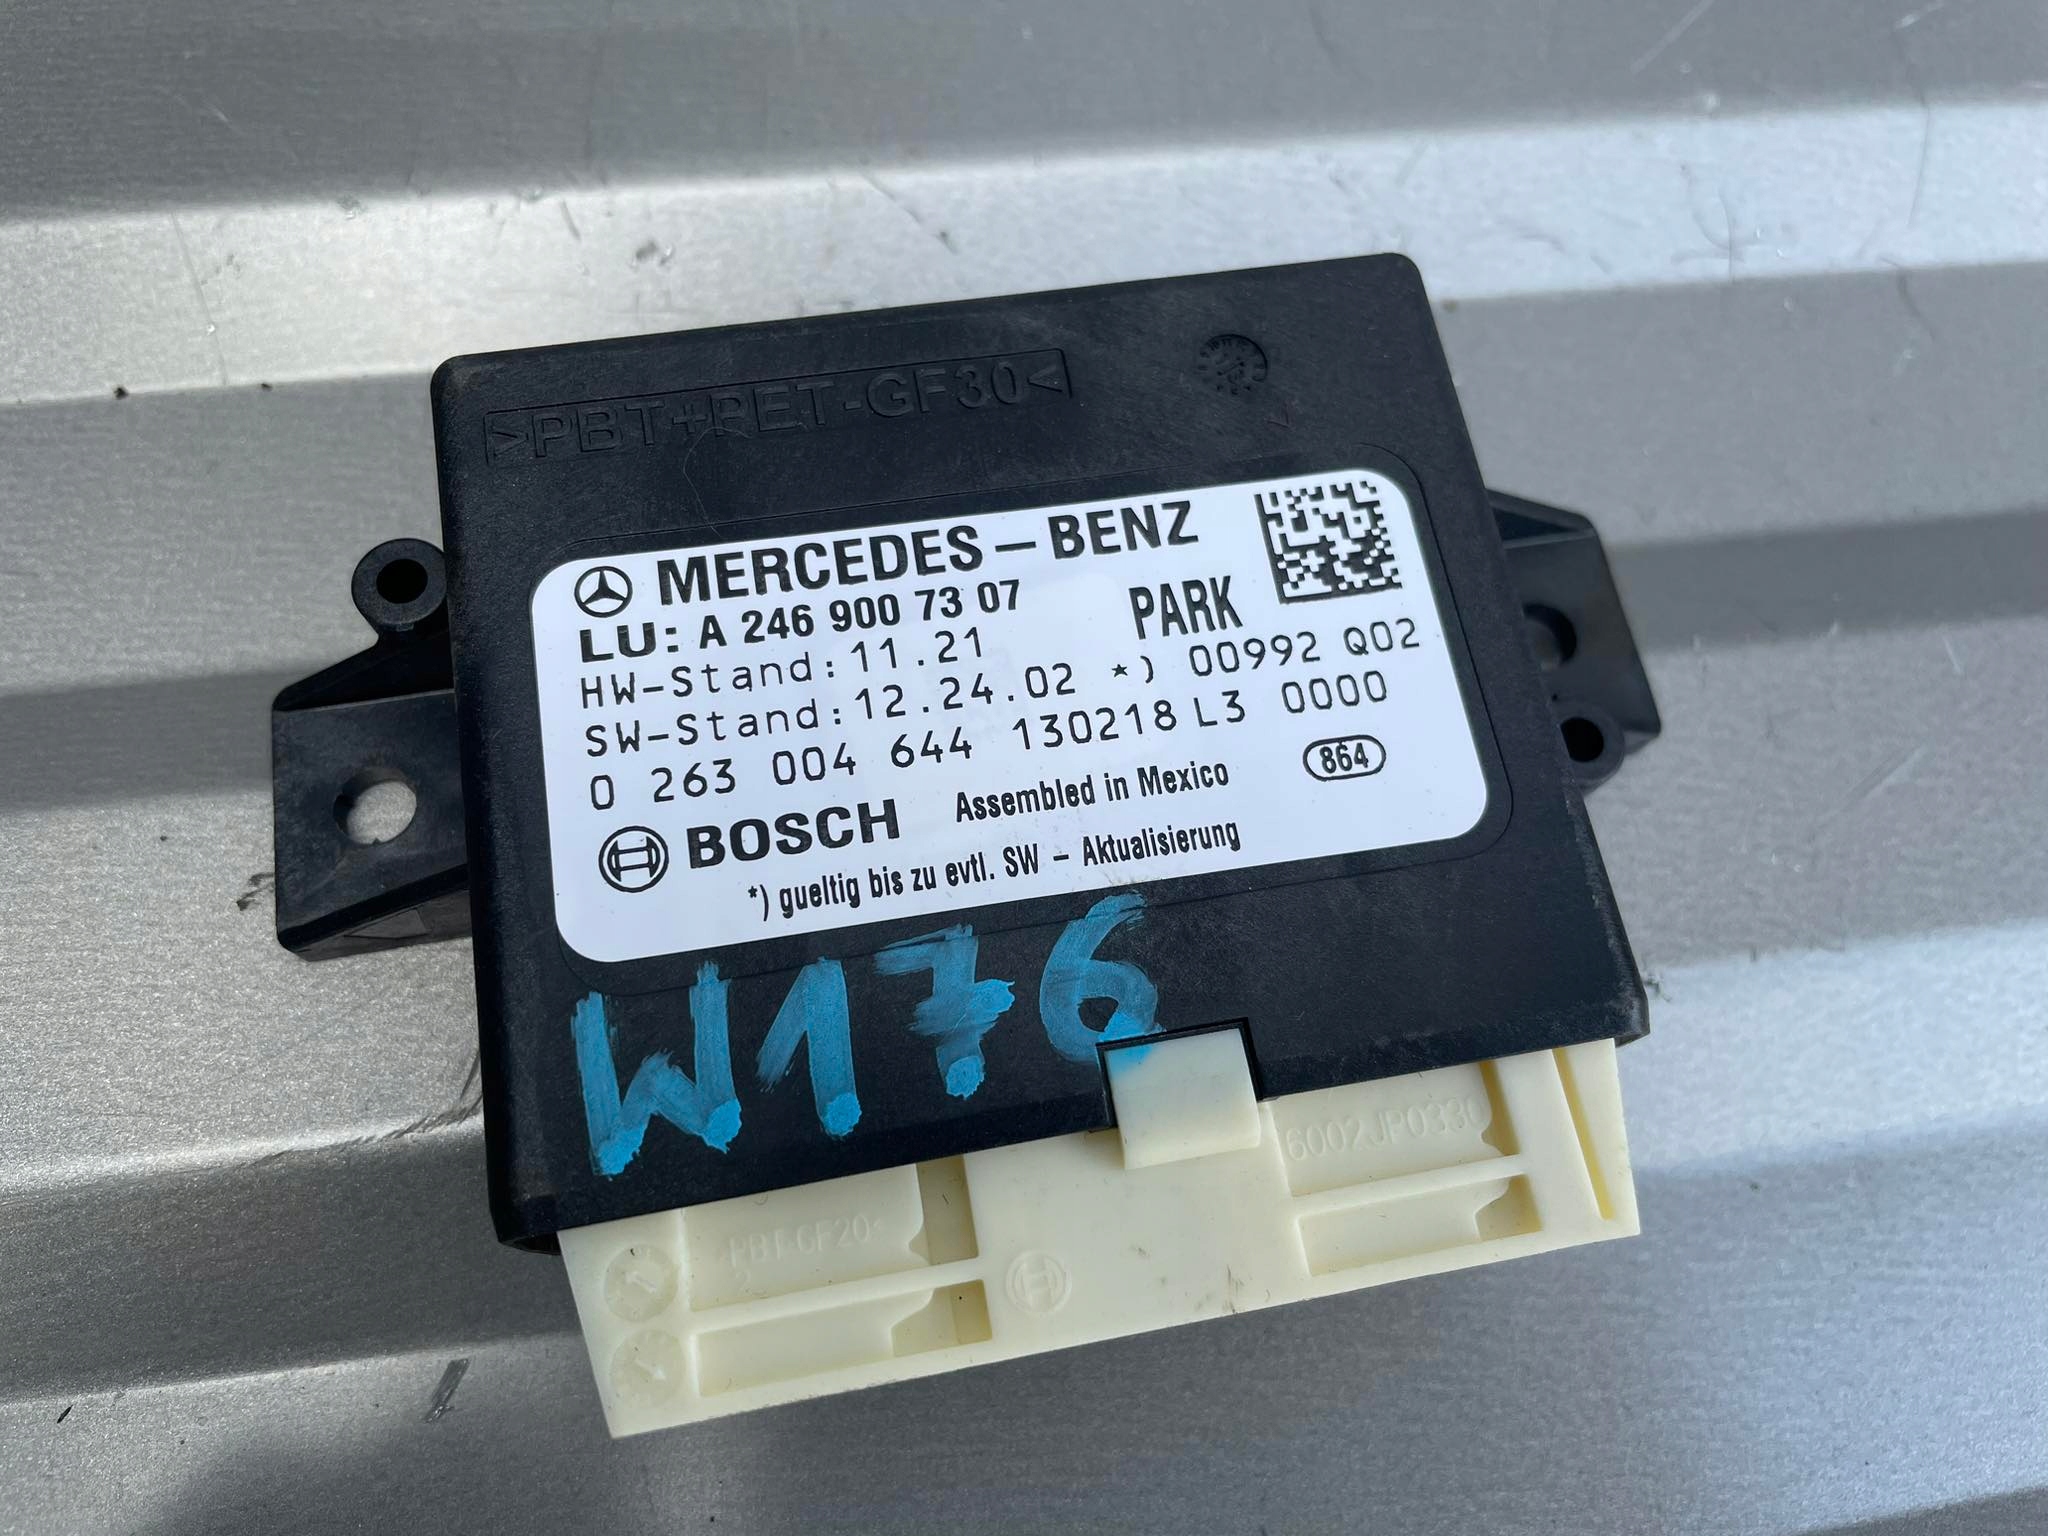 >PBT+PET-GF30<
MERCEDES-BENZ
LU: A 246 900 73 07 PARK
HW-Stand: 11.21
SW-Stand: 12.24.02 *) 00992 Q02
0 263 004 644 130218 L3 0000
BOSCH Assembled in Mexico 864
*) gueltig bis zu evtl. SW - Aktualisierung
W176
6002JP0330
>PBT-GF20<
2